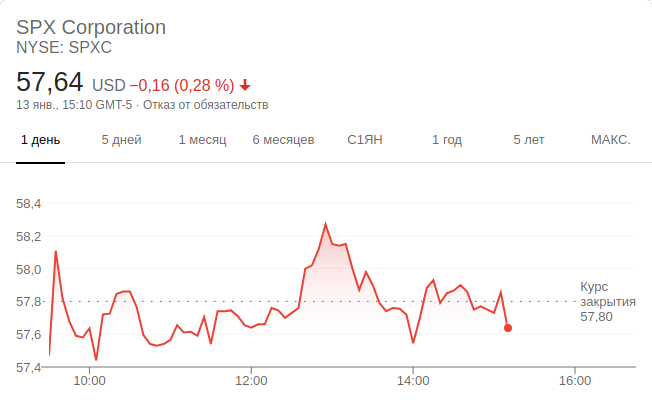 SPX Corporation
NYSE: SPXC
57,64 USD −0,16 (0,28 %)
13 янв., 15:10 GMT-5 · Отказ от обязательств
1 день 5 дней 1 месяц 6 месяцев С1ЯН 1 год 5 лет МАКС.
58,4
58,2
58,0
57,8
57,6
57,4
Курс
закрытия
57,80
10:00 12:00 14:00 16:00